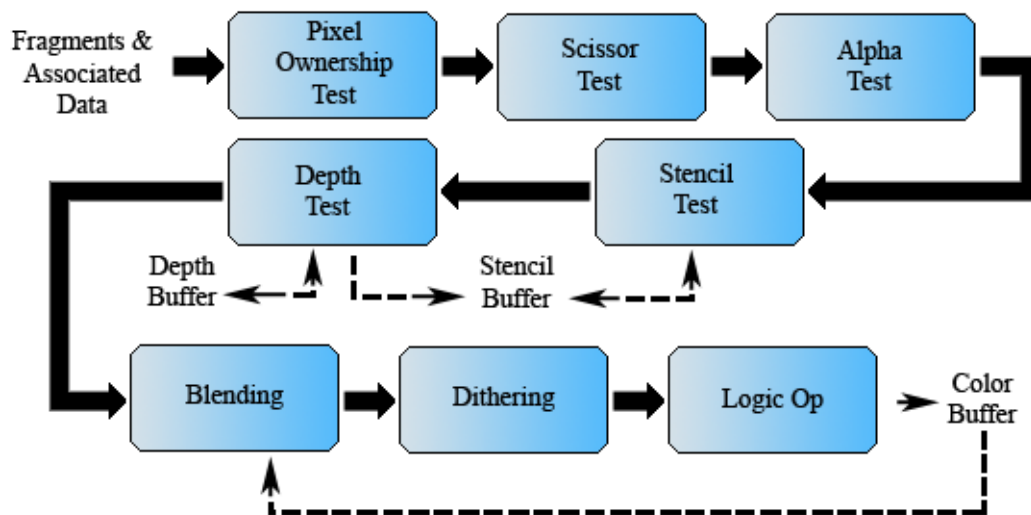 Fragments &
Associated
Data
Pixel
Ownership
Test
Scissor
Test
Alpha
Test
Depth
Test
Stencil
Test
Depth
Buffer
Stencil
Buffer
Blending
Dithering
Logic Op
Color
Buffer